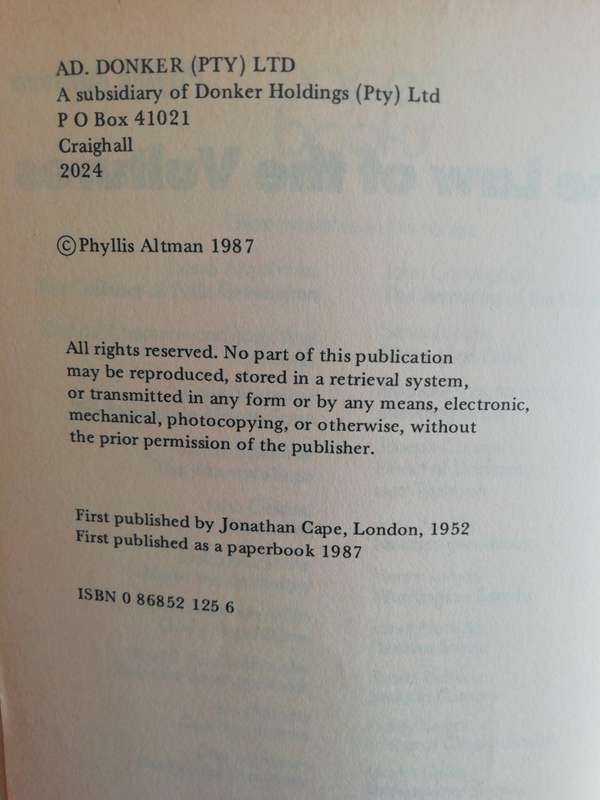 AD. DONKER (PTY) LTD
A subsidiary of Donker Holdings (Pty) Ltd
P O Box 41021
Craighall
2024
© Phyllis Altman 1987
All rights reserved. No part of this publication
may be reproduced, stored in a retrieval system,
or transmitted in any form or by any means, electronic,
mechanical, photocopying, or otherwise, without
the prior permission of the publisher.
First published by Jonathan Cape, London, 1952
First published as a paperbook 1987
ISBN 0 86852 125 6